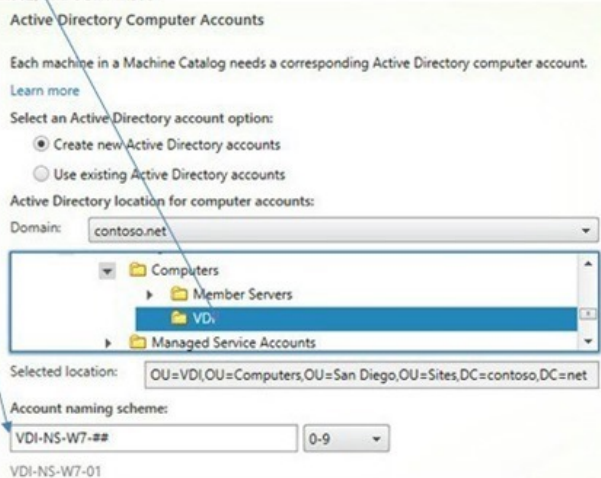 Active Directory Computer Accounts
Each machine in a Machine Catalog needs a corresponding Active Directory computer account.
Learn more
Select an Active Directory account option:
Create new Active Directory accounts
Use existing Active Directory accounts
Active Directory location for computer accounts:
Domain: contoso.net
Computers
Member Servers
VDI
Managed Service Accounts
Selected location: OU=VDI,OU=Computers,OU=San Diego,OU=Sites,DC=contoso,DC=net
Account naming scheme:
VDI-NS-W7-## 0-9
VDI-NS-W7-01